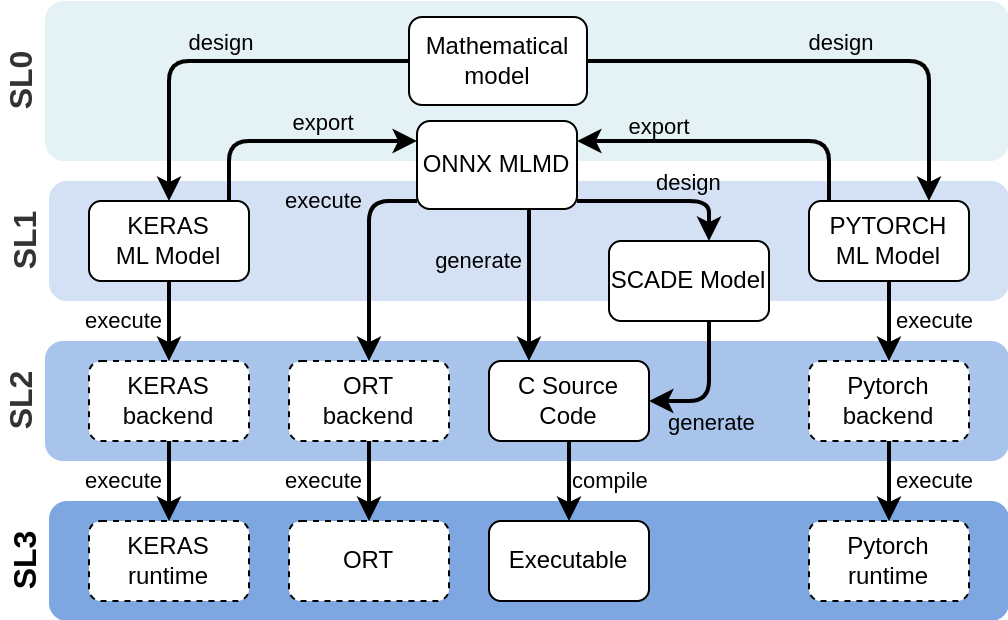 SL0
design
Mathematical
model
design
export
ONNX MLMD
export
SL1
execute
design
KERAS
ML Model
generate
SCADE Model
PYTORCH
ML Model
execute
execute
SL2
KERAS
backend
ORT
backend
C Source
Code
generate
Pytorch
backend
execute
execute
compile
execute
SL3
KERAS
runtime
ORT
Executable
Pytorch
runtime